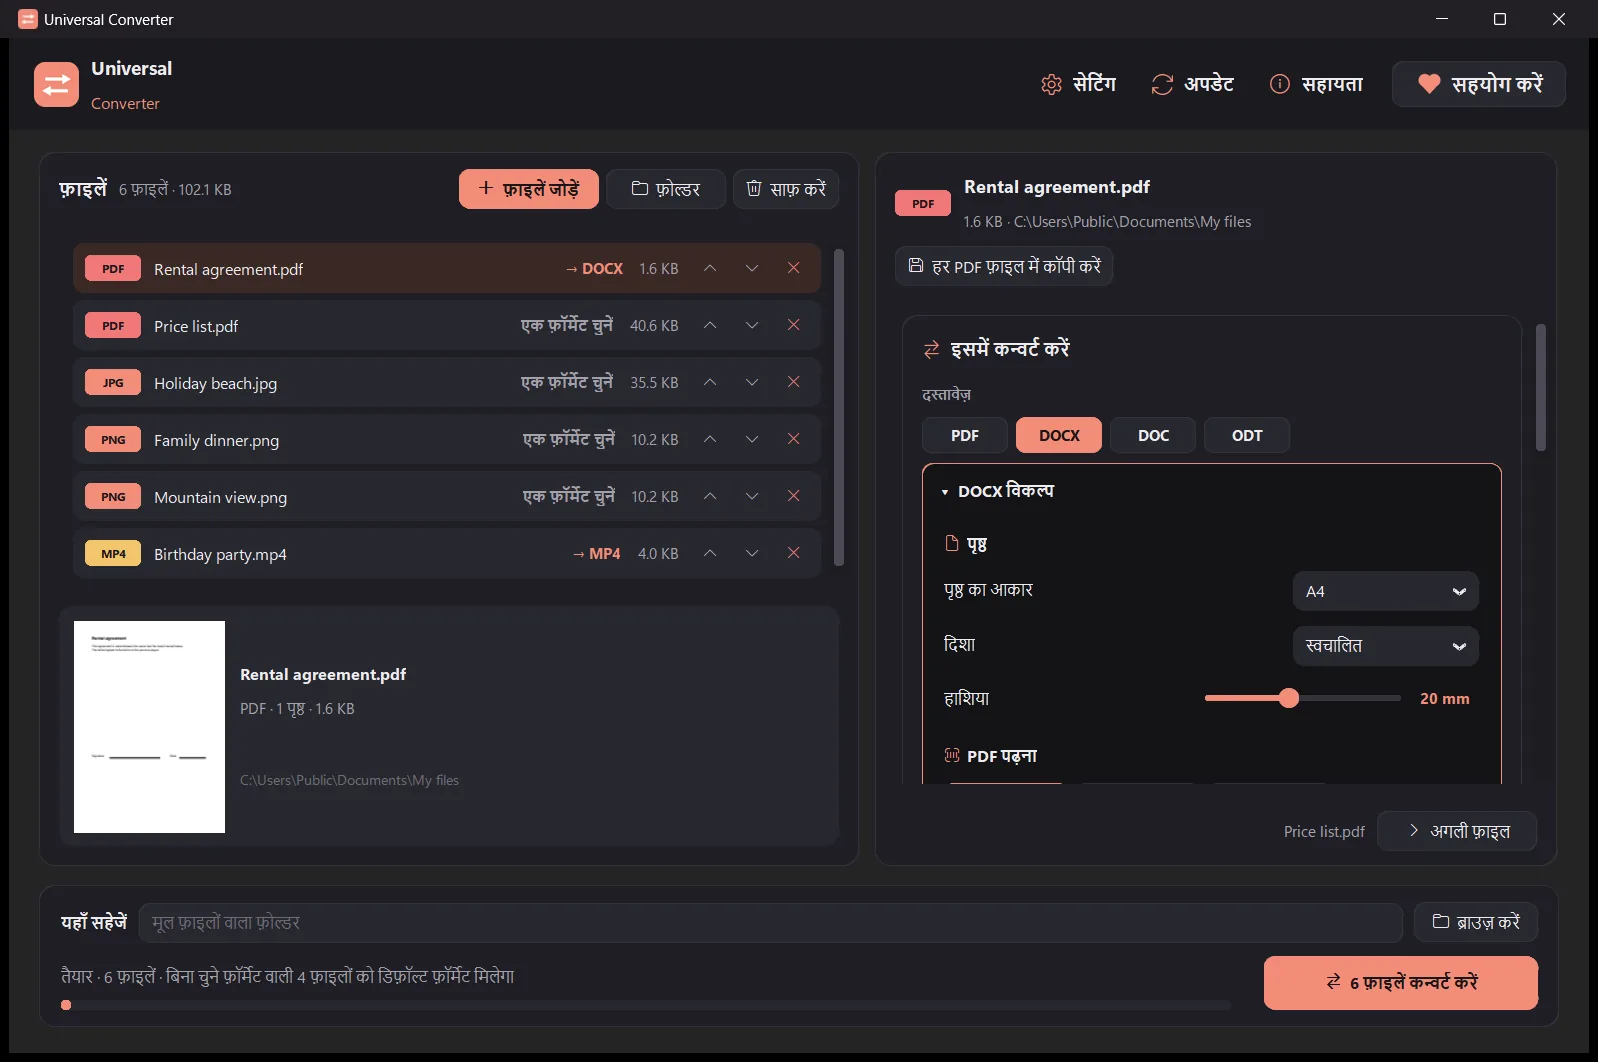 Universal Converter
Universal
Converter
सेटिंग
अपडेट
सहायता
सहयोग करें
फ़ाइलें 6 फ़ाइलें · 102.1 KB
+ फ़ाइलें जोड़ें
फ़ोल्डर
साफ़ करें
PDF Rental agreement.pdf → DOCX 1.6 KB
PDF Price list.pdf एक फ़ॉर्मेट चुनें 40.6 KB
JPG Holiday beach.jpg एक फ़ॉर्मेट चुनें 35.5 KB
PNG Family dinner.png एक फ़ॉर्मेट चुनें 10.2 KB
PNG Mountain view.png एक फ़ॉर्मेट चुनें 10.2 KB
MP4 Birthday party.mp4 → MP4 4.0 KB
Rental agreement
Rental agreement.pdf
PDF · 1 पृष्ठ · 1.6 KB
C:\Users\Public\Documents\My files
PDF
Rental agreement.pdf
1.6 KB · C:\Users\Public\Documents\My files
हर PDF फ़ाइल में कॉपी करें
इसमें कन्वर्ट करें
दस्तावेज़
PDF DOCX DOC ODT
DOCX विकल्प
पृष्ठ
पृष्ठ का आकार A4
दिशा स्वचालित
हाशिया 20 mm
PDF पढ़ना
Price list.pdf
अगली फ़ाइल
यहाँ सहेजें मूल फ़ाइलों वाला फ़ोल्डर
ब्राउज़ करें
तैयार · 6 फ़ाइलें · बिना चुने फ़ॉर्मेट वाली 4 फ़ाइलों को डिफ़ॉल्ट फ़ॉर्मेट मिलेगा
6 फ़ाइलें कन्वर्ट करें